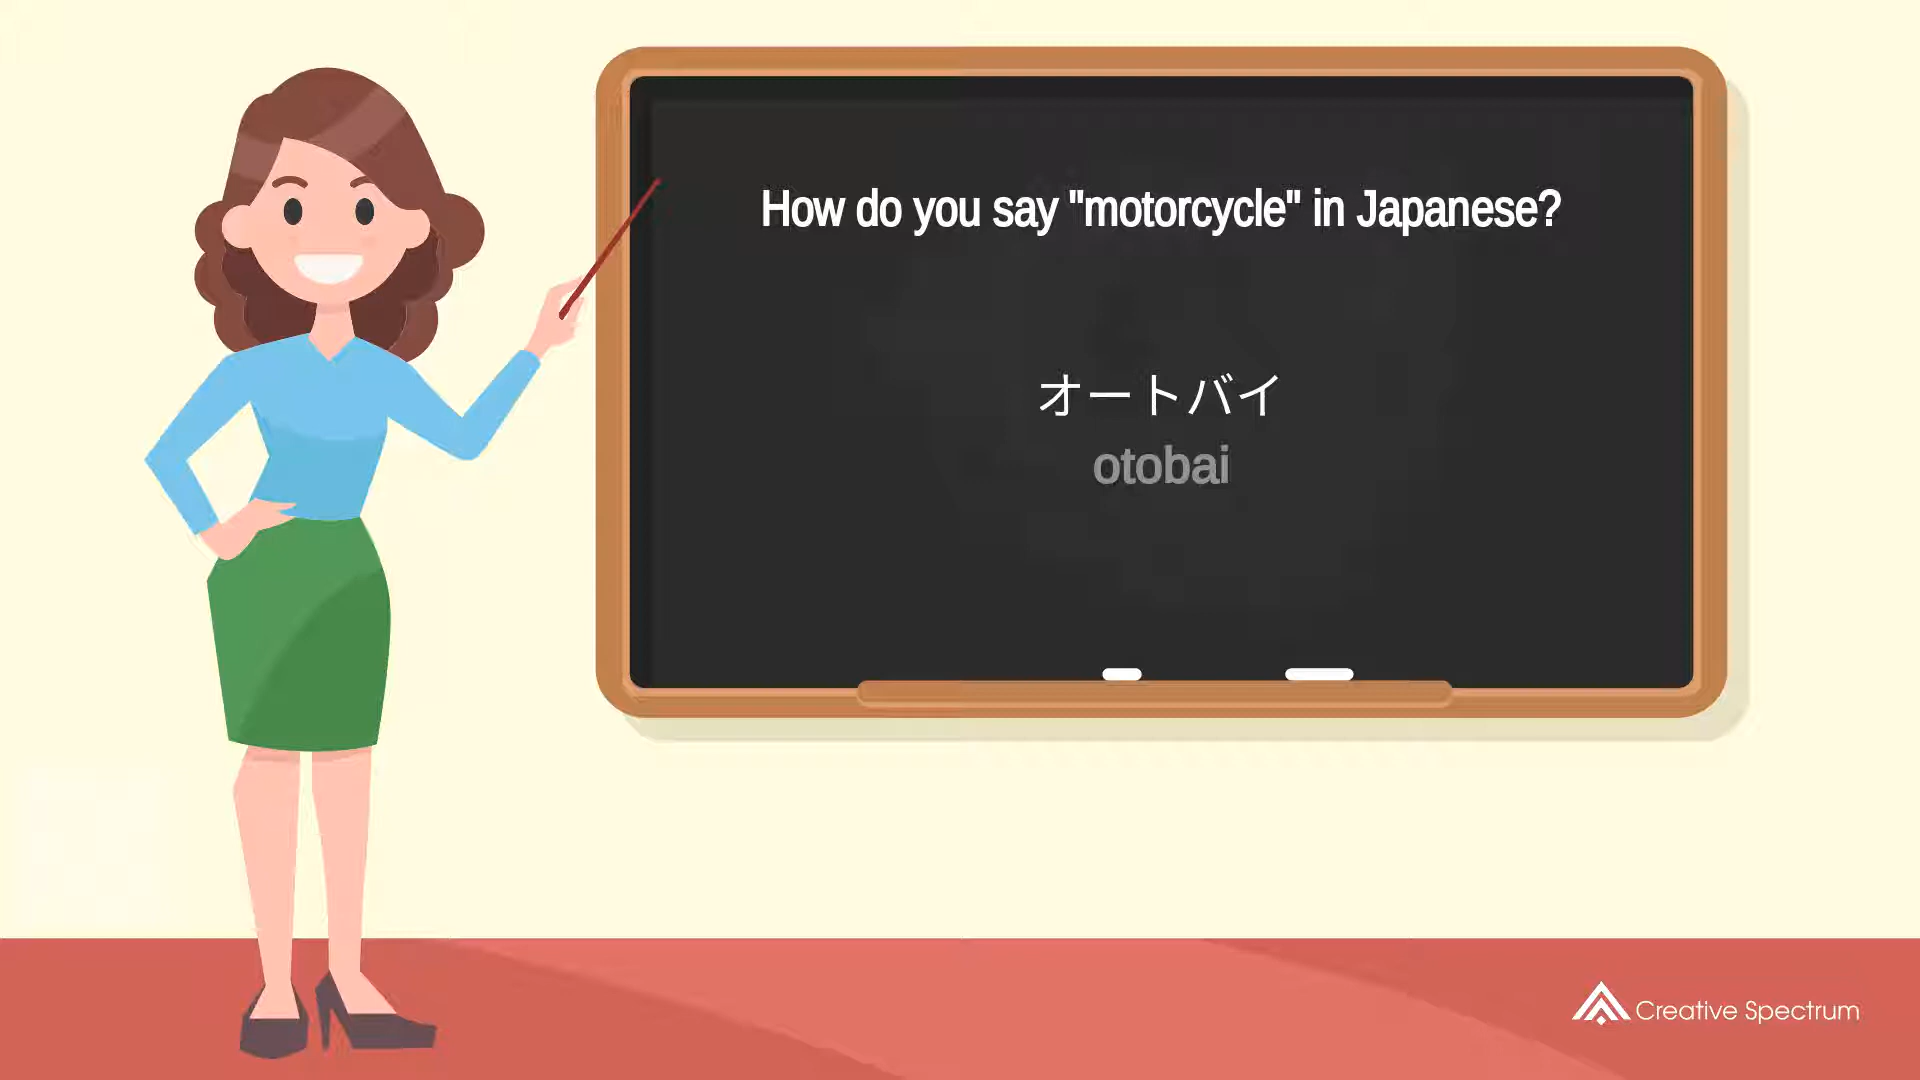 How do you say "motorcycle" in Japanese?
オートバイ
otobai
Creative Spectrum